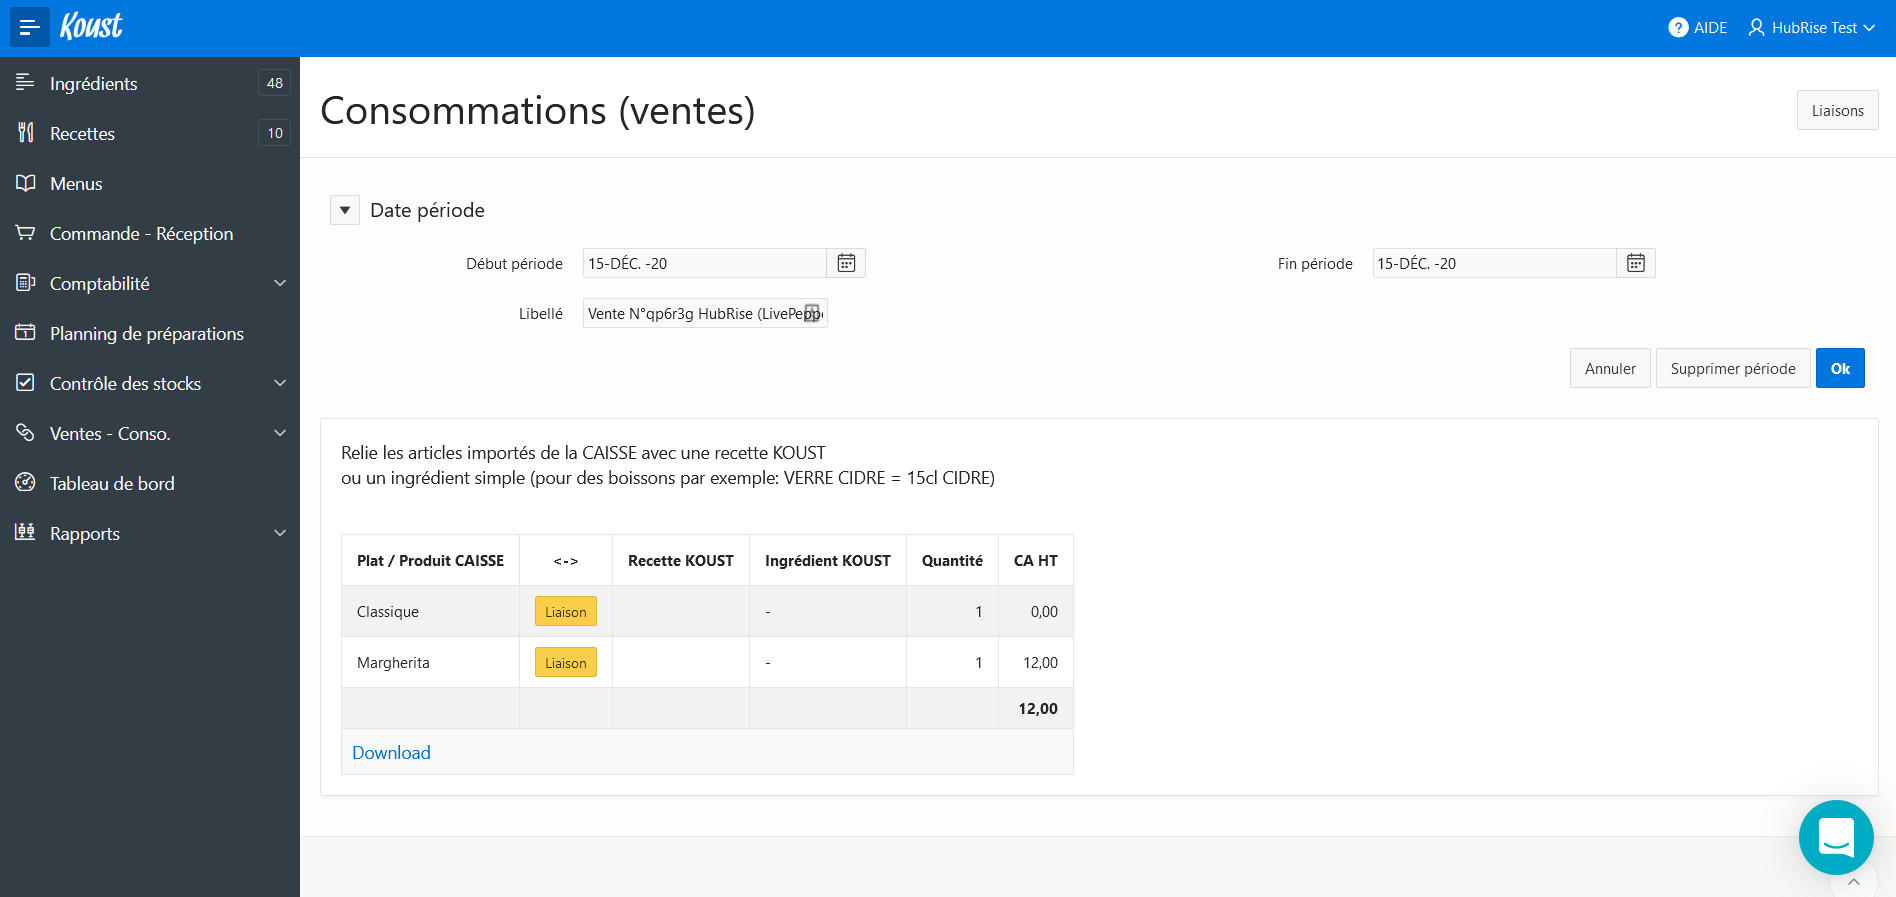 Koust
? AIDE
HubRise Test
Ingrédients 48
Recettes 10
Menus
Commande - Réception
Comptabilité
Planning de préparations
Contrôle des stocks
Ventes - Conso.
Tableau de bord
Rapports
Consommations (ventes)
Liaisons
Date période
Début période 15-DÉC. -20
Fin période 15-DÉC. -20
Libellé Vente N°qp6r3g HubRise
Annuler
Supprimer période
Ok
Relie les articles importés de la CAISSE avec une recette KOUST
ou un ingrédient simple (pour des boissons par exemple: VERRE CIDRE = 15cl CIDRE)
Plat / Produit CAISSE <-> Recette KOUST Ingrédient KOUST Quantité CA HT
Classique Liaison - 1 0,00
Margherita Liaison - 1 12,00
12,00
Download